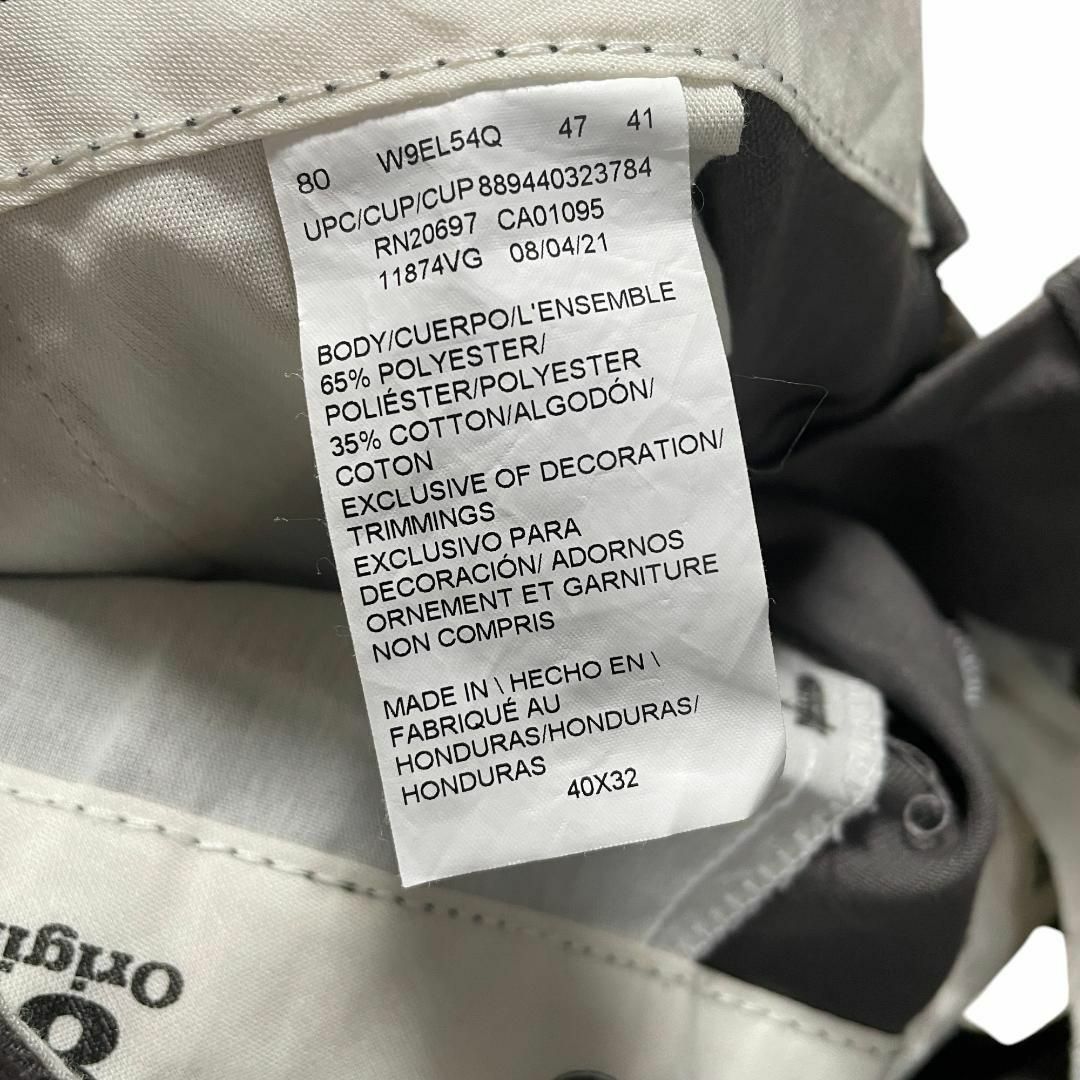 80 W9EL54Q 47 41
UPC/CUP/CUP889440323784
RN20697 CA01095
11874VG 08/04/21
BODY/CUERPO/L'ENSEMBLE
65% POLYESTER/
POLIÉSTER/POLYESTER
35% COTTON/ALGODÓN/
COTON
EXCLUSIVE OF DECORATION/
TRIMMINGS
EXCLUSIVO PARA
DECORACIÓN/ ADORNOS
ORNEMENT ET GARNITURE
NON COMPRIS
MADE IN \ HECHO EN \
FABRIQUÉ AU
HONDURAS/HONDURAS/
HONDURAS
40X32